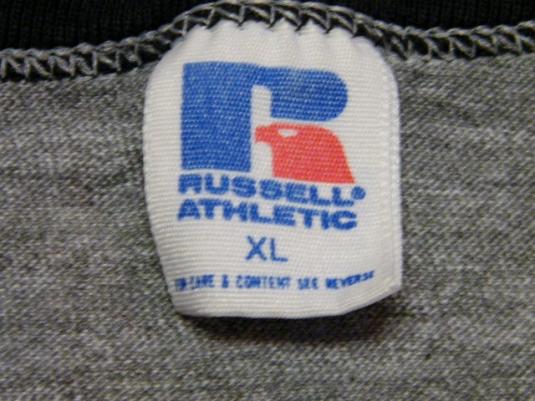 RUSSELL®
ATHLETIC
XL
FOR CARE & CONTENT SEE REVERSE